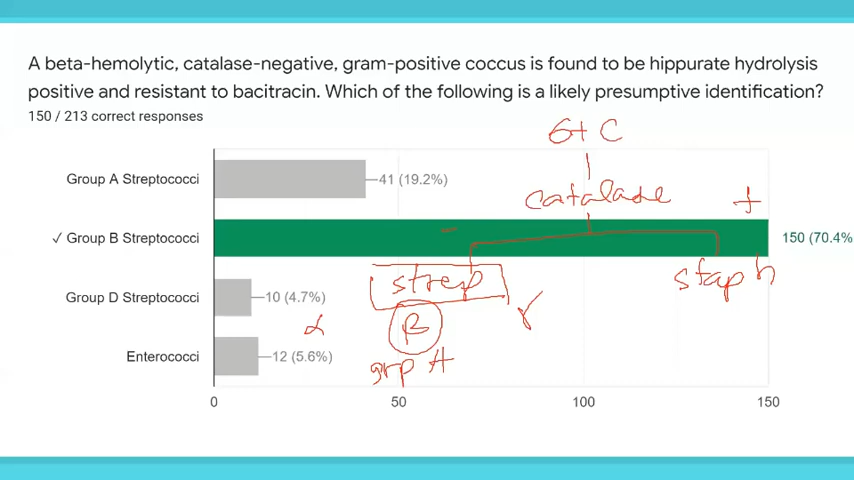 A beta-hemolytic, catalase-negative, gram-positive coccus is found to be hippurate hydrolysis
positive and resistant to bacitracin. Which of the following is a likely presumptive identification?
150 / 213 correct responses
G+ C
Group A Streptococci 41 (19.2%)
catalase +
✓ Group B Streptococci - 150 (70.4%
strep staph
Group D Streptococci 10 (4.7%)
α β γ
Enterococci 12 (5.6%)
grp A
0 50 100 150